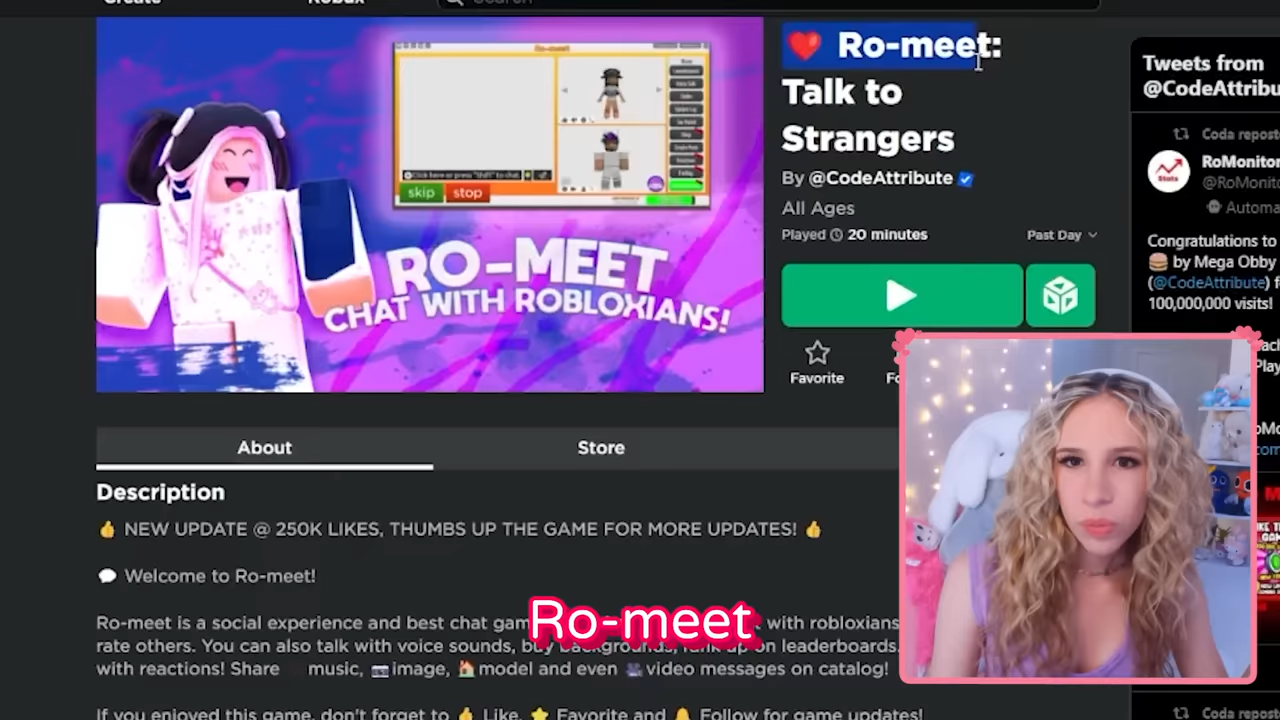 Create
Robux
Search
Ro-meet
skip
stop
RO-MEET
CHAT WITH ROBLOXIANS!
❤️ Ro-meet:
Talk to
Strangers
By @CodeAttribute
All Ages
Played 20 minutes
Past Day
Favorite
Tweets from
@CodeAttribu
Coda repost
RoMonitor
@RoMonito
Automa
Congratulations to
🍔 by Mega Obby
(@CodeAttribute) f
100,000,000 visits!
About
Store
Description
👍 NEW UPDATE @ 250K LIKES, THUMBS UP THE GAME FOR MORE UPDATES! 👍
💬 Welcome to Ro-meet!
Ro-meet is a social experience and best chat gam with robloxians
rate others. You can also talk with voice sounds, buy backgrounds, rank up on leaderboards.
with reactions! Share music, 📷image, 🏠model and even 🎥video messages on catalog!
If you enjoyed this game, don't forget to 👍 Like, ⭐ Favorite and 🔔 Follow for game updates!
Ro-meet
Coda repost